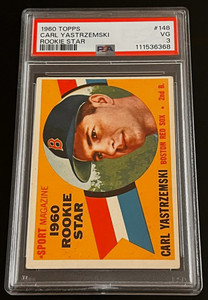 1960 TOPPS #148
CARL YASTRZEMSKI VG
ROOKIE STAR PSA 3
111536368
SPORT MAGAZINE
1960
ROOKIE
STAR
CARL YASTRZEMSKI
BOSTON RED SOX • 2nd B.
B